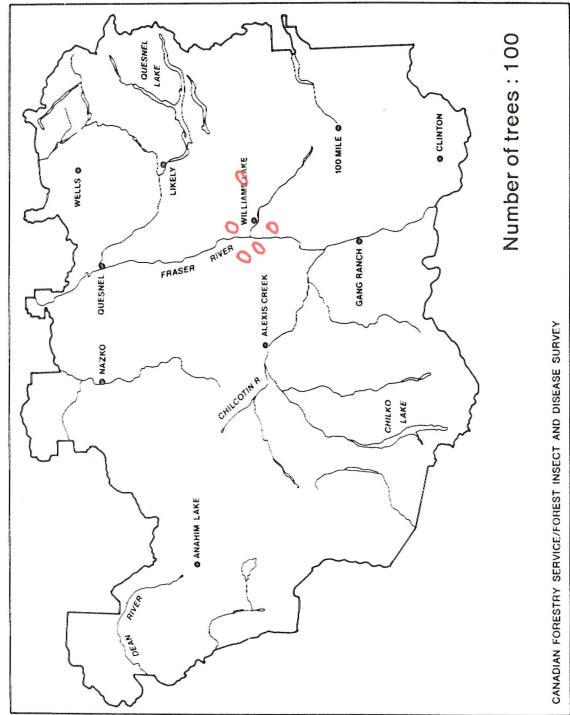 QUESNEL
LAKE
WELLS
LIKELY
QUESNEL
NAZKO
FRASER RIVER
WILLIAMS LAKE
100 MILE
CLINTON
ALEXIS CREEK
GANG RANCH
CHILCOTIN R.
CHILKO
LAKE
ANAHIM LAKE
DEAN RIVER
Number of trees : 100
CANADIAN FORESTRY SERVICE/FOREST INSECT AND DISEASE SURVEY